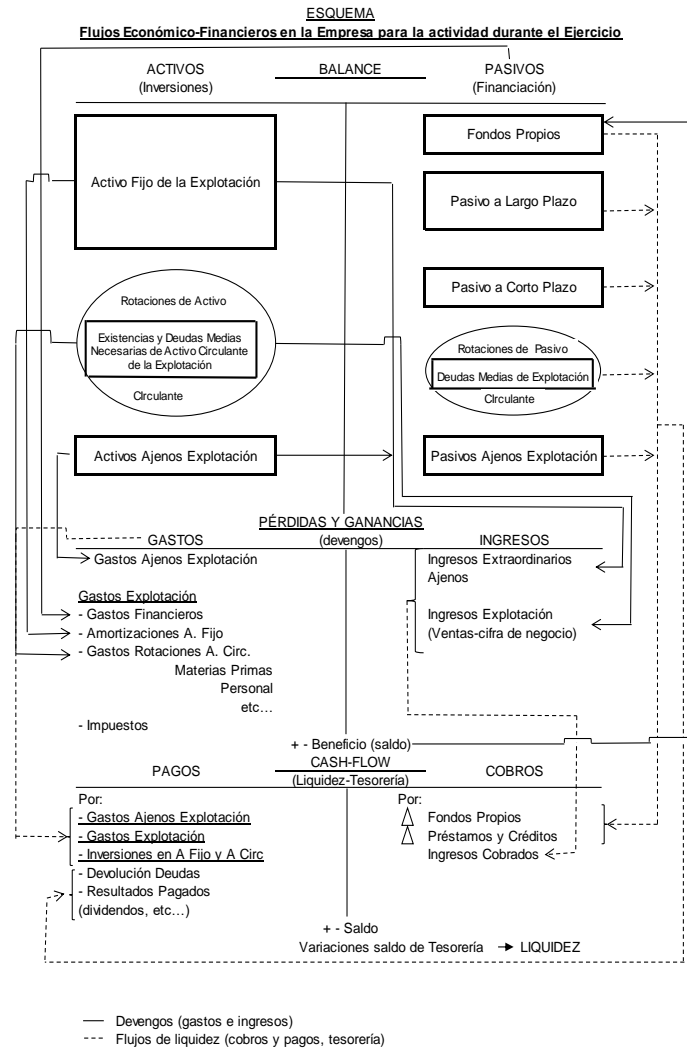 ESQUEMA
Flujos Económico-Financieros en la Empresa para la actividad durante el Ejercicio
ACTIVOS
(Inversiones)
BALANCE
PASIVOS
(Financiación)
Activo Fijo de la Explotación
Fondos Propios
Pasivo a Largo Plazo
Pasivo a Corto Plazo
Rotaciones de Activo
Existencias y Deudas Medias
Necesarias de Activo Circulante
de la Explotación
CIrculante
Rotaciones de Pasivo
Deudas Medias de Explotación
CIrculante
Activos Ajenos Explotación
Pasivos Ajenos Explotación
PÉRDIDAS Y GANANCIAS
GASTOS
(devengos)
INGRESOS
Gastos Ajenos Explotación
Ingresos Extraordinarios
Ajenos
Gastos Explotación
- Gastos Financieros
- Amortizaciones A. Fijo
- Gastos Rotaciones A. Circ.
Materias Primas
Personal
etc...
- Impuestos
Ingresos Explotación
(Ventas-cifra de negocio)
+ - Beneficio (saldo)
PAGOS
CASH-FLOW
(Liquidez-Tesorería)
COBROS
Por:
- Gastos Ajenos Explotación
- Gastos Explotación
- Inversiones en A Fijo y A Circ
- Devolución Deudas
- Resultados Pagados
(dividendos, etc...)
Por:
Fondos Propios
Préstamos y Créditos
Ingresos Cobrados
+ - Saldo
Variaciones saldo de Tesorería → LIQUIDEZ
Devengos (gastos e ingresos)
Flujos de liquidez (cobros y pagos, tesorería)